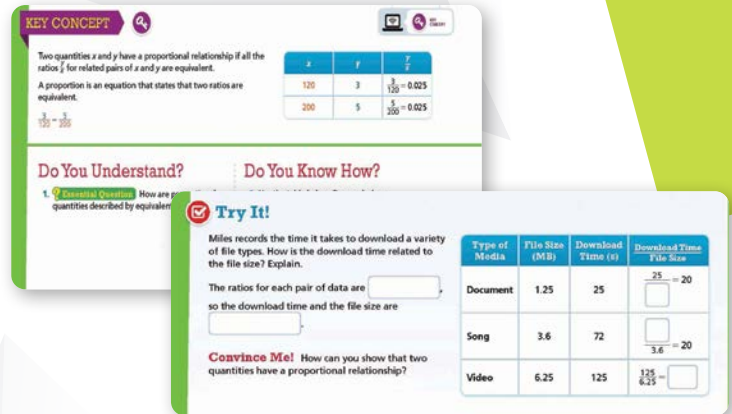 KEY CONCEPT
KEY CONCEPT
Two quantities x and y have a proportional relationship if all the
ratios y/x for related pairs of x and y are equivalent.
A proportion is an equation that states that two ratios are
equivalent.
3/120 = 5/200
x y y/x
120 3 3/120 = 0.025
200 5 5/200 = 0.025
Do You Understand?
1. ? Essential Question How are
quantities described by
Do You Know How?
Try It!
Miles records the time it takes to download a variety
of file types. How is the download time related to
the file size? Explain.
The ratios for each pair of data are ,
so the download time and the file size are
.
Convince Me! How can you show that two
quantities have a proportional relationship?
Type of Media File Size (MB) Download Time (s) Download Time/File Size
Document 1.25 25 25/ = 20
Song 3.6 72 /3.6 = 20
Video 6.25 125 125/6.25 =